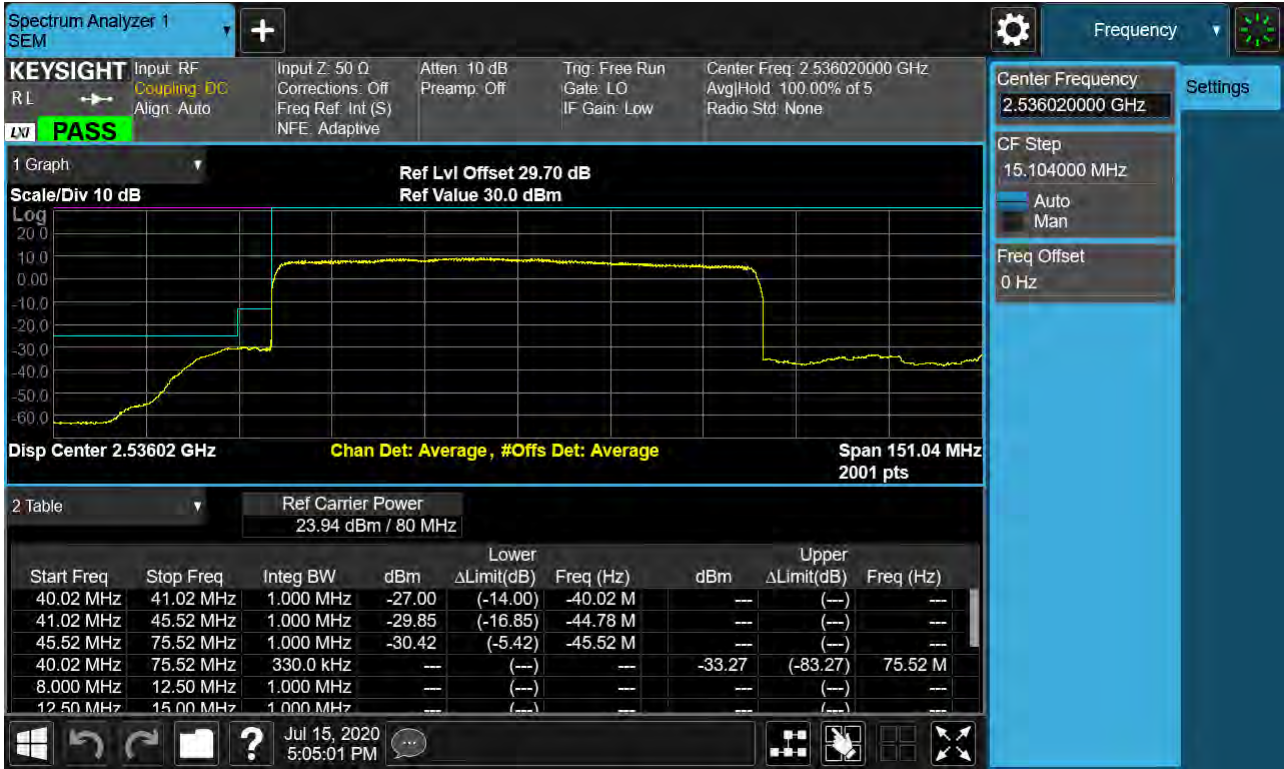 Spectrum Analyzer 1
SEM
Frequency
KEYSIGHT
R L
LXI
PASS
Input: RF
Coupling: DC
Align: Auto
Input Z: 50 Ω
Corrections: Off
Freq Ref: Int (S)
NFE: Adaptive
Atten: 10 dB
Preamp: Off
Trig: Free Run
Gate: LO
IF Gain: Low
Center Freq: 2.536020000 GHz
Avg|Hold: 100.00% of 5
Radio Std: None
Center Frequency
2.536020000 GHz
Settings
CF Step
15.104000 MHz
Auto
Man
Freq Offset
0 Hz
1 Graph
Scale/Div 10 dB
Ref Lvl Offset 29.70 dB
Ref Value 30.0 dBm
Log
20.0
10.0
0.00
-10.0
-20.0
-30.0
-40.0
-50.0
-60.0
Disp Center 2.53602 GHz
Chan Det: Average, #Offs Det: Average
Span 151.04 MHz
2001 pts
2 Table
Ref Carrier Power
23.94 dBm / 80 MHz
Lower Upper
Start Freq Stop Freq Integ BW dBm ΔLimit(dB) Freq (Hz) dBm ΔLimit(dB) Freq (Hz)
40.02 MHz 41.02 MHz 1.000 MHz -27.00 (-14.00) -40.02 M --- (---) ---
41.02 MHz 45.52 MHz 1.000 MHz -29.85 (-16.85) -44.78 M --- (---) ---
45.52 MHz 75.52 MHz 1.000 MHz -30.42 (-5.42) -45.52 M --- (---) ---
40.02 MHz 75.52 MHz 330.0 kHz --- (---) --- -33.27 (-83.27) 75.52 M
8.000 MHz 12.50 MHz 1.000 MHz --- (---) --- --- (---) ---
12.50 MHz 15.00 MHz 1.000 MHz --- (---) --- --- (---) ---
Jul 15, 2020
5:05:01 PM